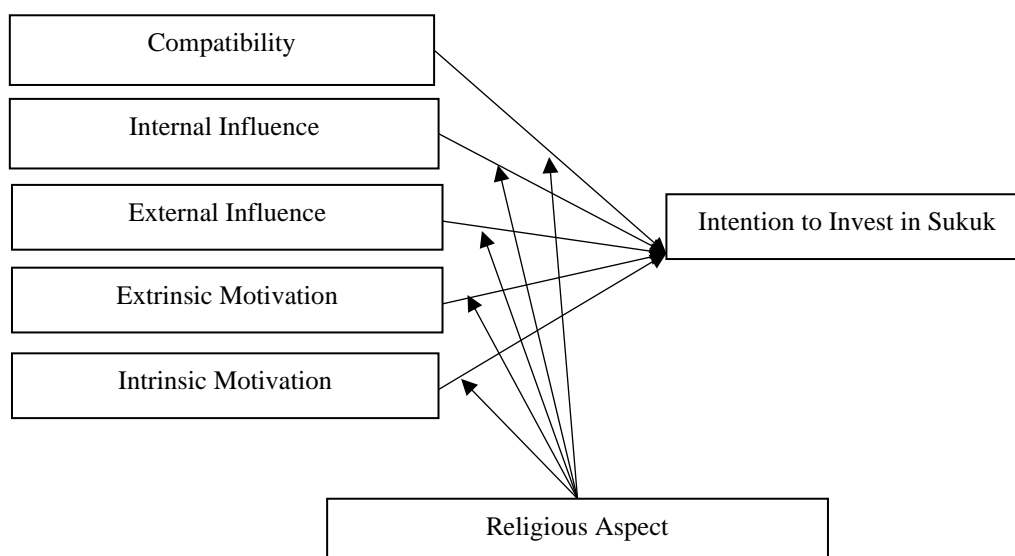 Compatibility
Internal Influence
External Influence
Intention to Invest in Sukuk
Extrinsic Motivation
Intrinsic Motivation
Religious Aspect